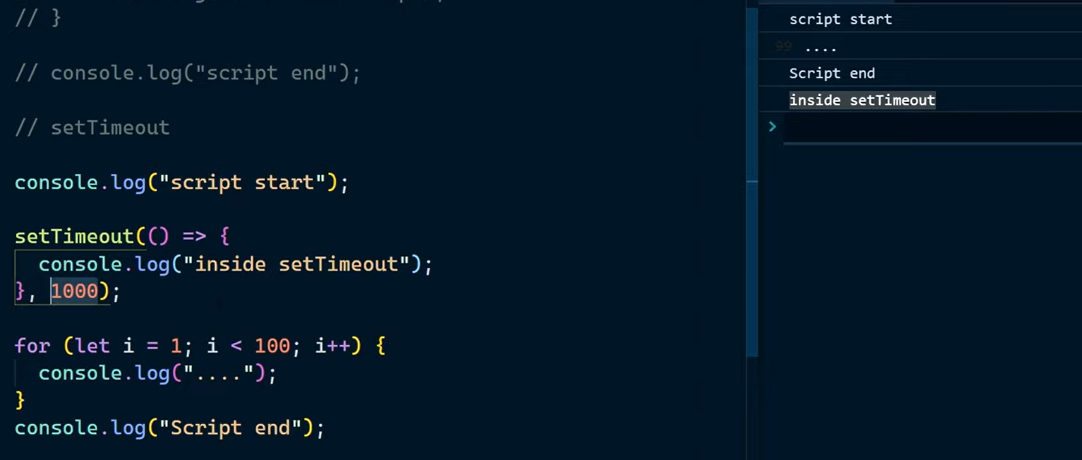 // }
// console.log("script end");
// setTimeout
console.log("script start");
setTimeout(() => {
console.log("inside setTimeout");
}, 1000);
for (let i = 1; i < 100; i++) {
console.log("....");
}
console.log("Script end");
script start
99 ....
Script end
inside setTimeout
>